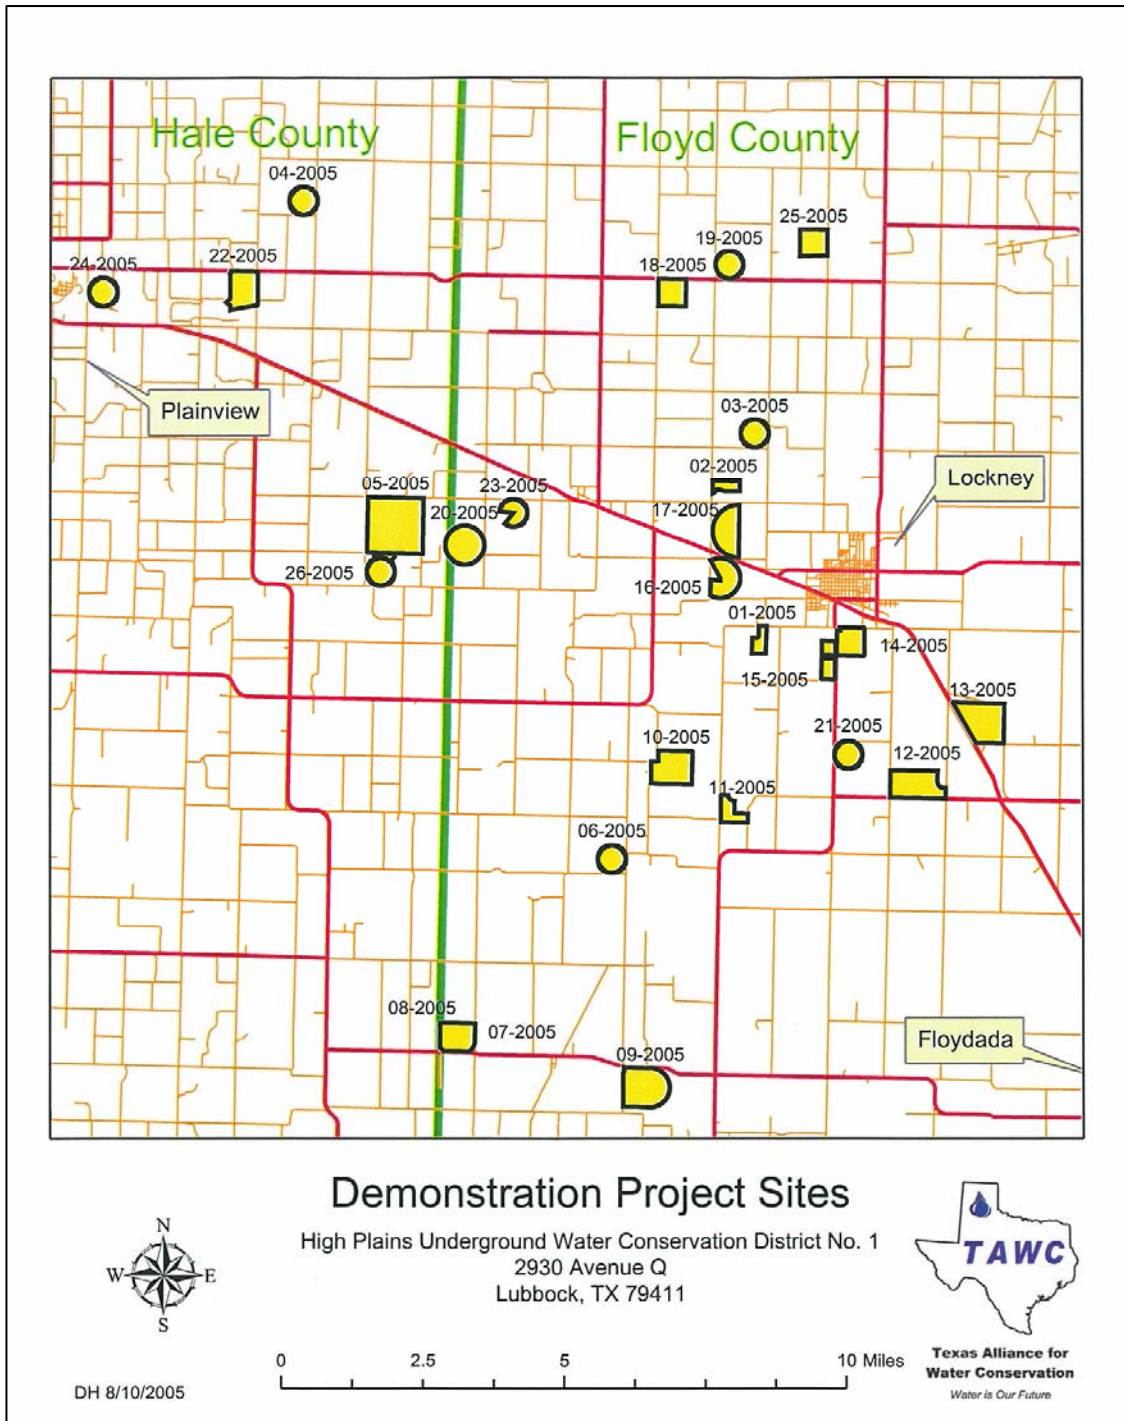 Hale County
Floyd County
04-2005
25-2005
19-2005
22-2005
24-2005
18-2005
Plainview
03-2005
02-2005
Lockney
05-2005
23-2005
20-2005
17-2005
26-2005
16-2005
01-2005
14-2005
15-2005
13-2005
21-2005
10-2005
12-2005
11-2005
06-2005
08-2005
07-2005
Floydada
09-2005
Demonstration Project Sites
High Plains Underground Water Conservation District No. 1
2930 Avenue Q
Lubbock, TX 79411
N
W
E
S
TAWC
Texas Alliance for
Water Conservation
Water is Our Future
0 2.5 5 10 Miles
DH 8/10/2005